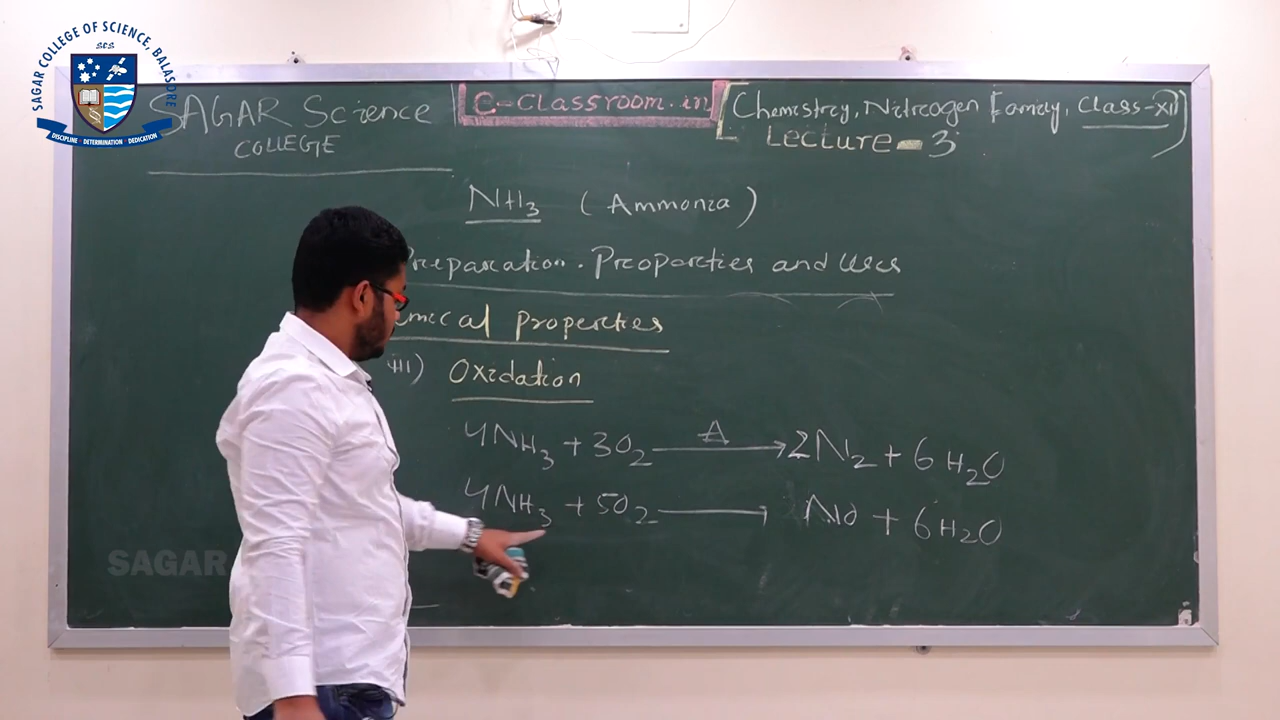 SAGAR COLLEGE OF SCIENCE, BALASORE
SCS
DISCIPLINE DETERMINATION DEDICATION
SAGAR Science
COLLEGE
e-classroom.in
[Chemistry, Nitrogen Family, Class-XII]
Lecture-3
NH3 (Ammonia)
Preparation. Properties and Uses
emical properties
iii) Oxidation
4NH3 + 3O2 —Δ→ 2N2 + 6H2O
4NH3 + 5O2 → NO + 6H2O
SAGAR